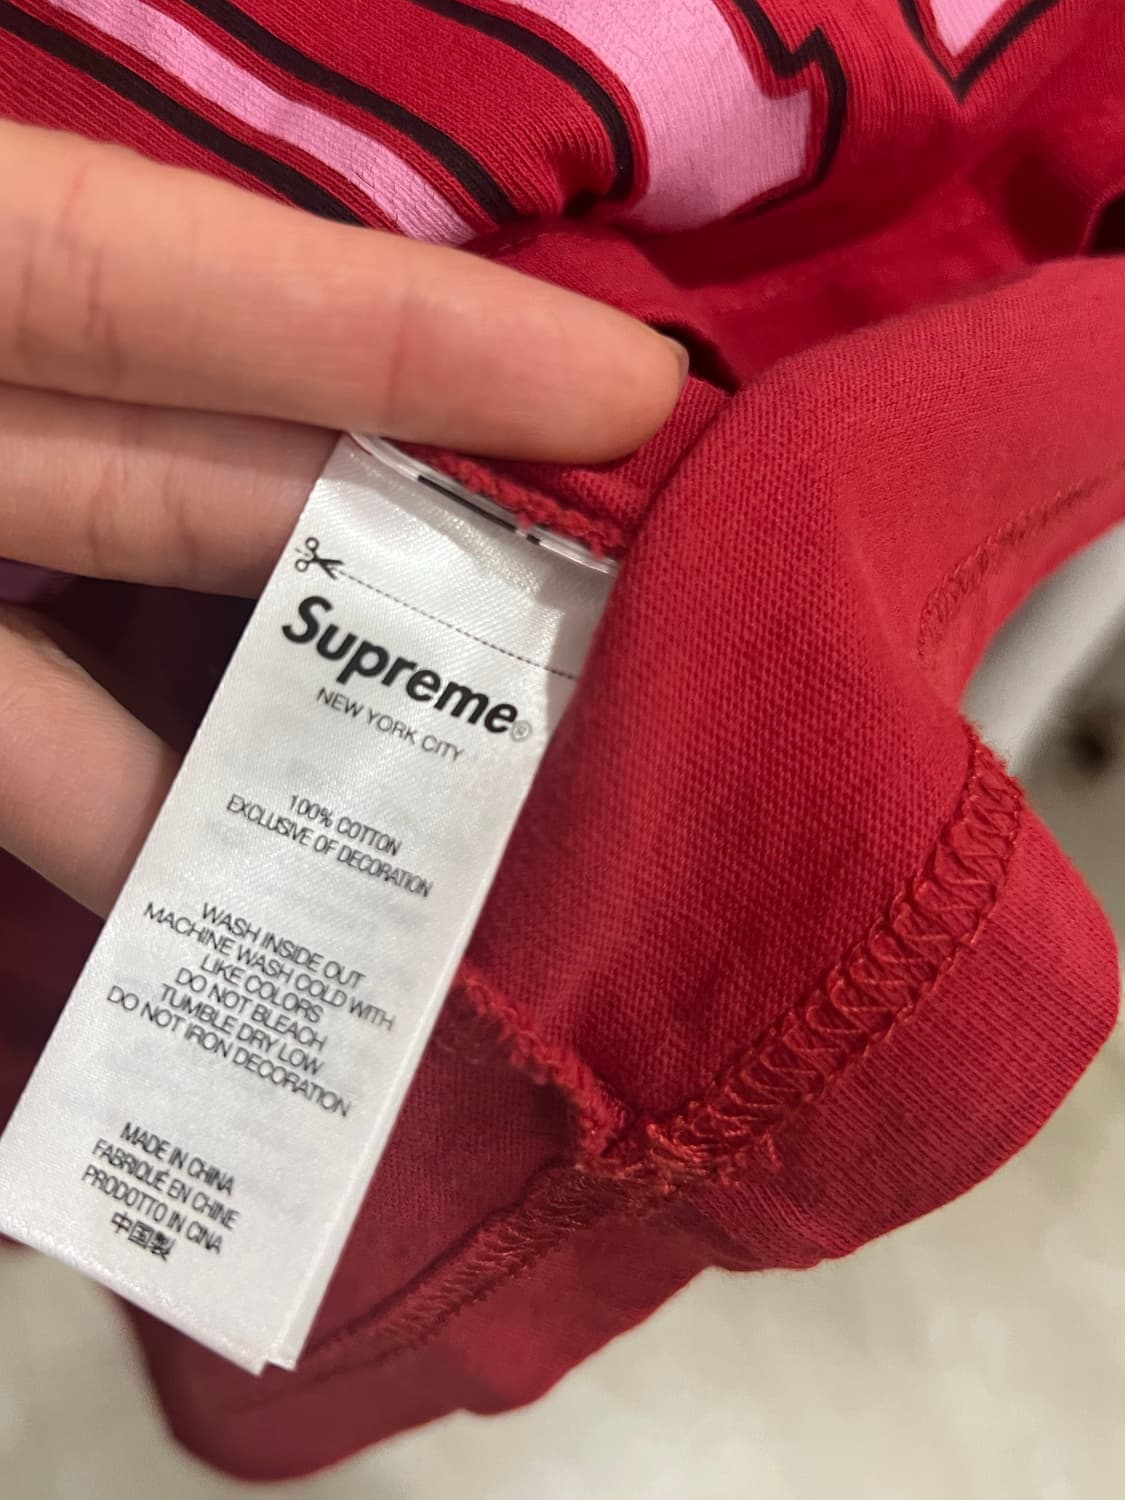 Supreme®
NEW YORK CITY
100% COTTON
EXCLUSIVE OF DECORATION
WASH INSIDE OUT
MACHINE WASH COLD WITH
LIKE COLORS
DO NOT BLEACH
TUMBLE DRY LOW
DO NOT IRON DECORATION
MADE IN CHINA
FABRIQUÉ EN CHINE
PRODOTTO IN CINA
中国製